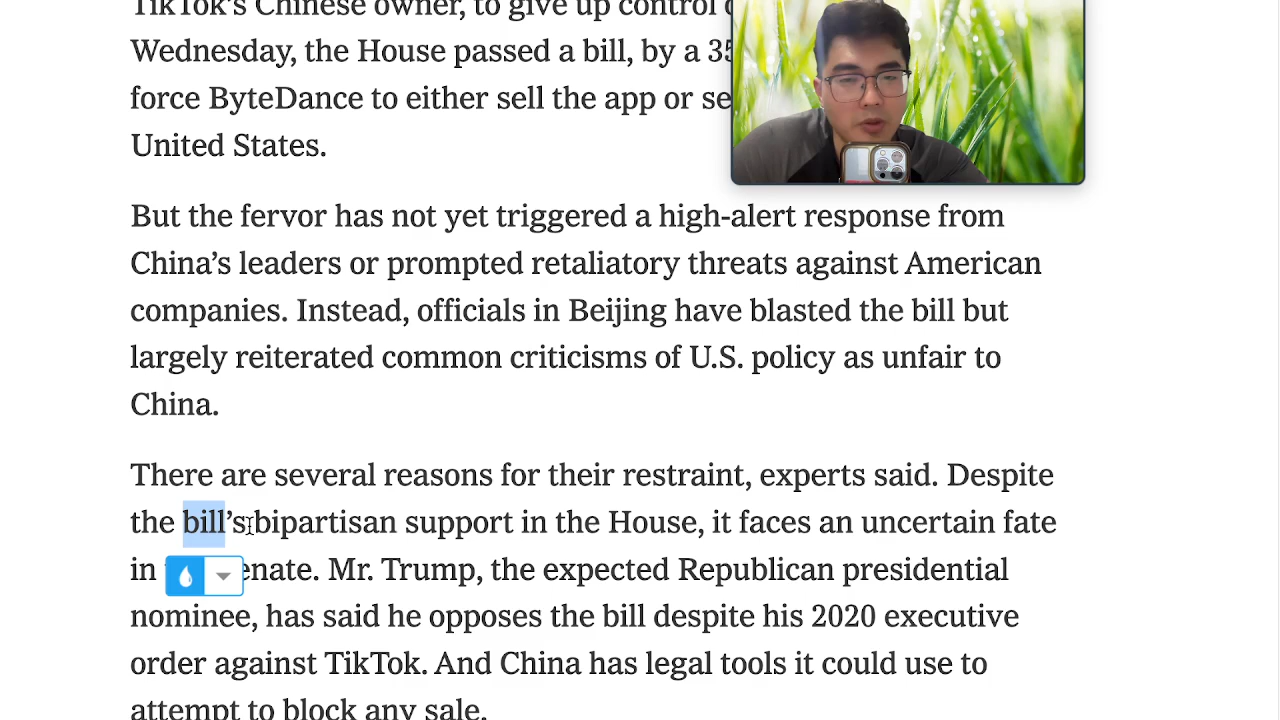 TikTok’s Chinese owner, to give up control
Wednesday, the House passed a bill, by a
force ByteDance to either sell the app or
United States.
But the fervor has not yet triggered a high-alert response from
China’s leaders or prompted retaliatory threats against American
companies. Instead, officials in Beijing have blasted the bill but
largely reiterated common criticisms of U.S. policy as unfair to
China.
There are several reasons for their restraint, experts said. Despite
the bill’s bipartisan support in the House, it faces an uncertain fate
in enate. Mr. Trump, the expected Republican presidential
nominee, has said he opposes the bill despite his 2020 executive
order against TikTok. And China has legal tools it could use to
attempt to block any sale.